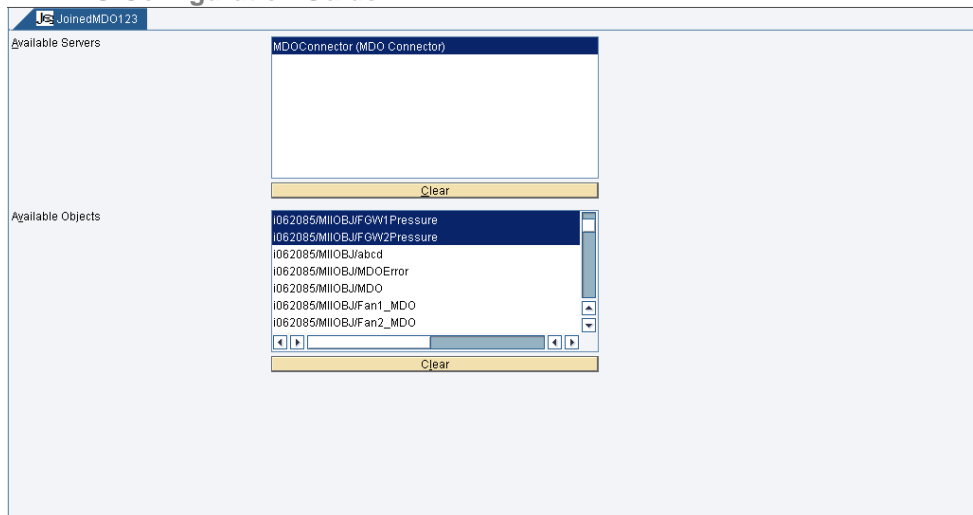 JoinedMDO123
Available Servers
MDOConnector (MDO Connector)
Clear
Available Objects
i062085/MIIOBJ/FGW1Pressure
i062085/MIIOBJ/FGW2Pressure
i062085/MIIOBJ/abcd
i062085/MIIOBJ/MDOError
i062085/MIIOBJ/MDO
i062085/MIIOBJ/Fan1_MDO
i062085/MIIOBJ/Fan2_MDO
Clear